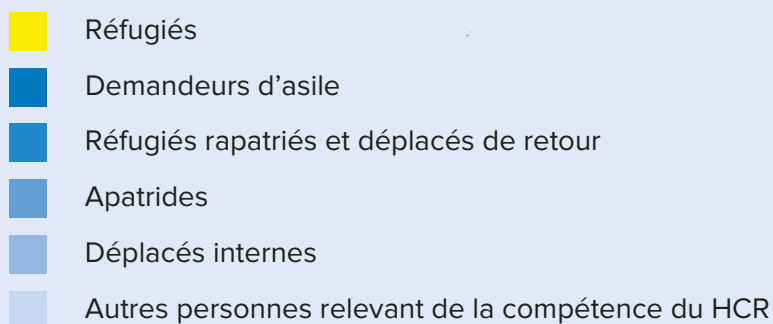 Réfugiés
Demandeurs d’asile
Réfugiés rapatriés et déplacés de retour
Apatrides
Déplacés internes
Autres personnes relevant de la compétence du HCR